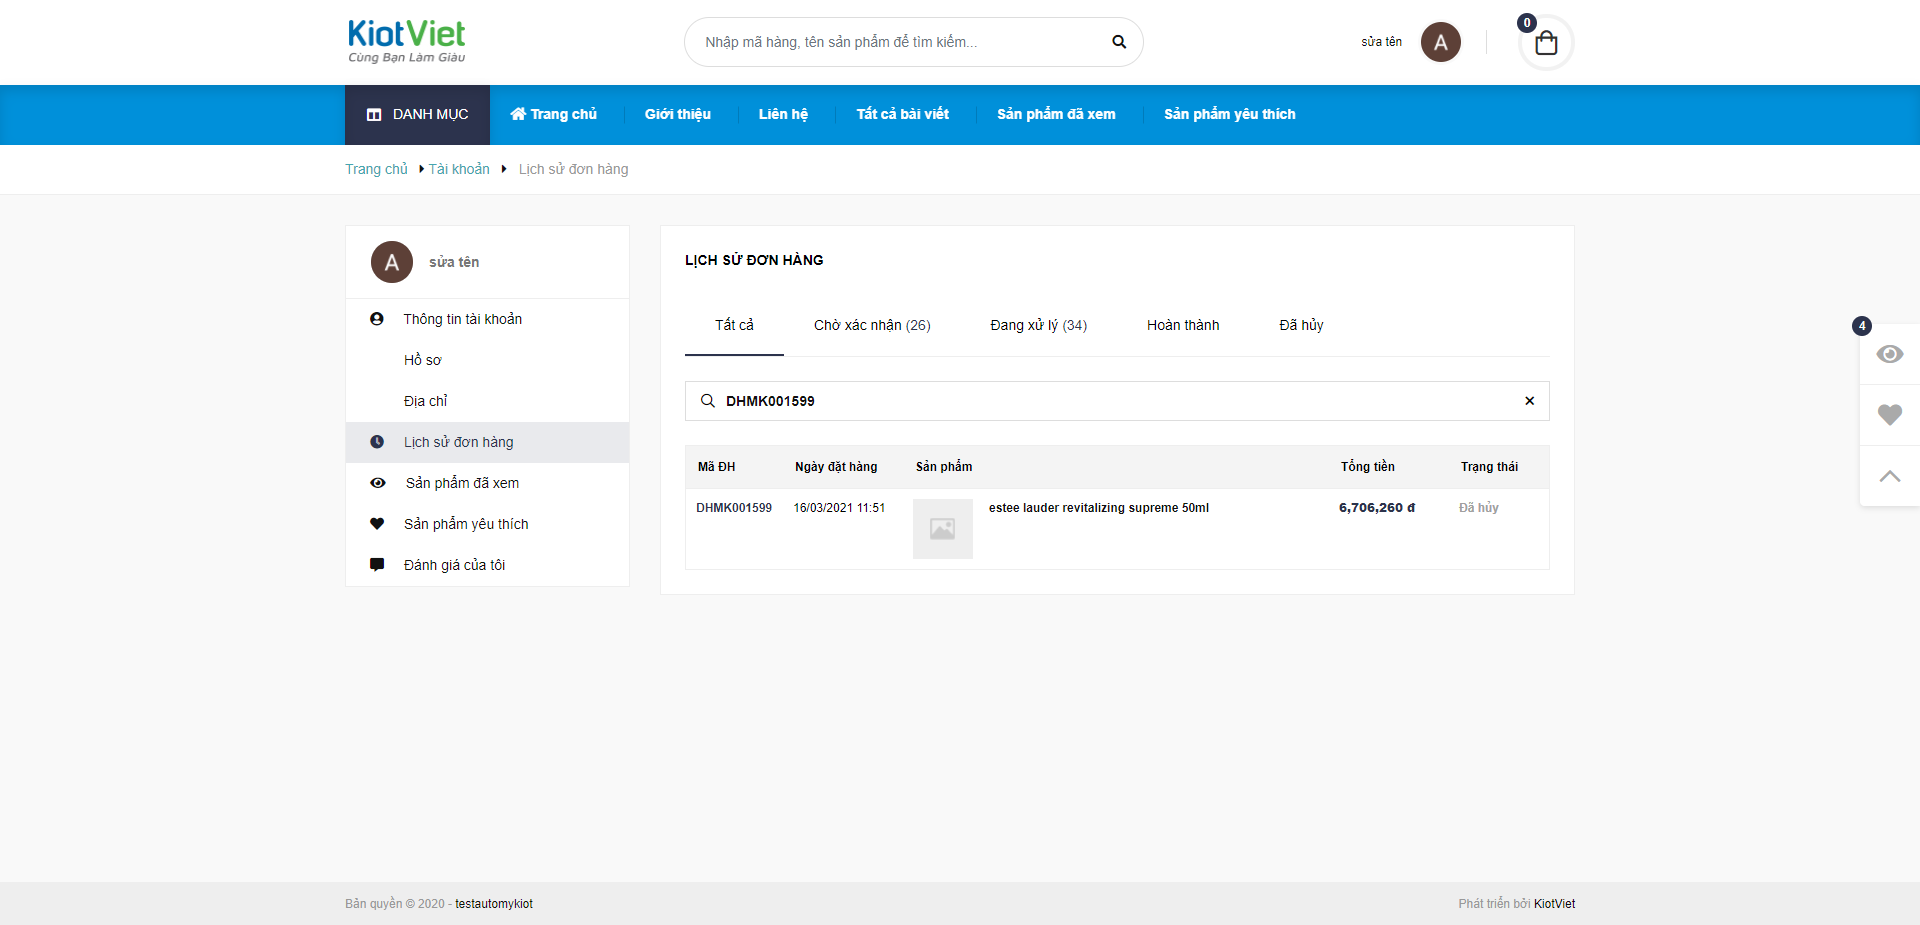 KiotViet
Cùng Bạn Làm Giàu
Nhập mã hàng, tên sản phẩm để tìm kiếm...
sửa tên
A
0
DANH MỤC
Trang chủ
Giới thiệu
Liên hệ
Tất cả bài viết
Sản phẩm đã xem
Sản phẩm yêu thích
Trang chủ
Tài khoản
Lịch sử đơn hàng
A
sửa tên
Thông tin tài khoản
Hồ sơ
Địa chỉ
Lịch sử đơn hàng
Sản phẩm đã xem
Sản phẩm yêu thích
Đánh giá của tôi
LỊCH SỬ ĐƠN HÀNG
Tất cả
Chờ xác nhận (26)
Đang xử lý (34)
Hoàn thành
Đã hủy
DHMK001599
Mã ĐH
Ngày đặt hàng
Sản phẩm
Tổng tiền
Trạng thái
DHMK001599
16/03/2021 11:51
estee lauder revitalizing supreme 50ml
6,706,260 đ
Đã hủy
4
Bản quyền © 2020 - testautomykiot
Phát triển bởi KiotViet